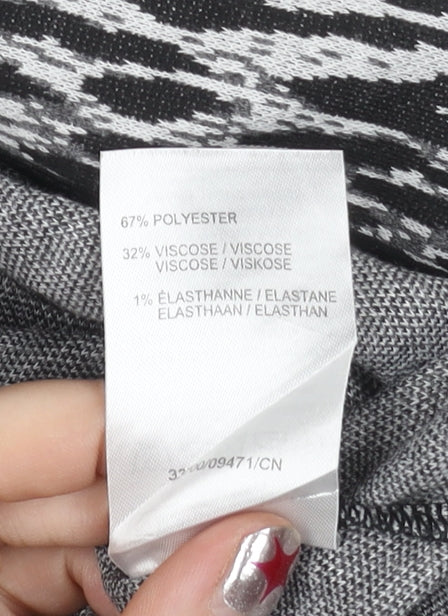 67% POLYESTER
32% VISCOSE / VISCOSE
VISCOSE / VISKOSE
1% ÉLASTHANNE / ELASTANE
ELASTHAAN / ELASTHAN